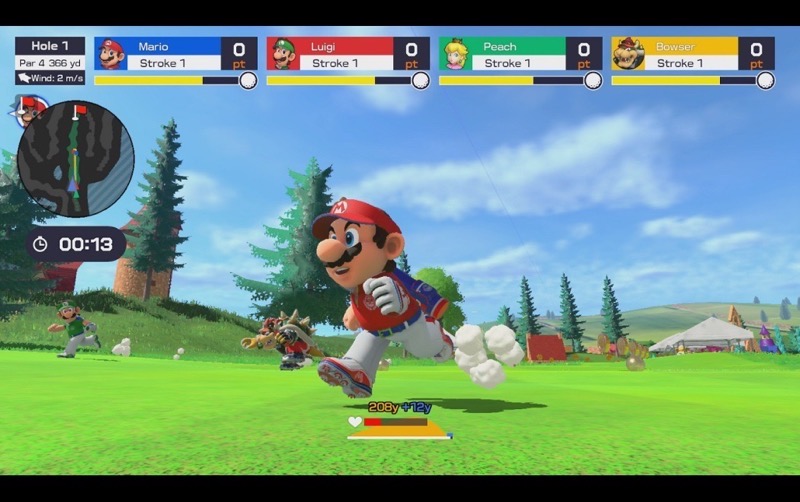 Hole 1
Par 4 366 yd
Wind: 2 m/s
Mario
Stroke 1
0
pt
Luigi
Stroke 1
0
pt
Peach
Stroke 1
0
pt
Bowser
Stroke 1
0
pt
00:13
M
208y +12y